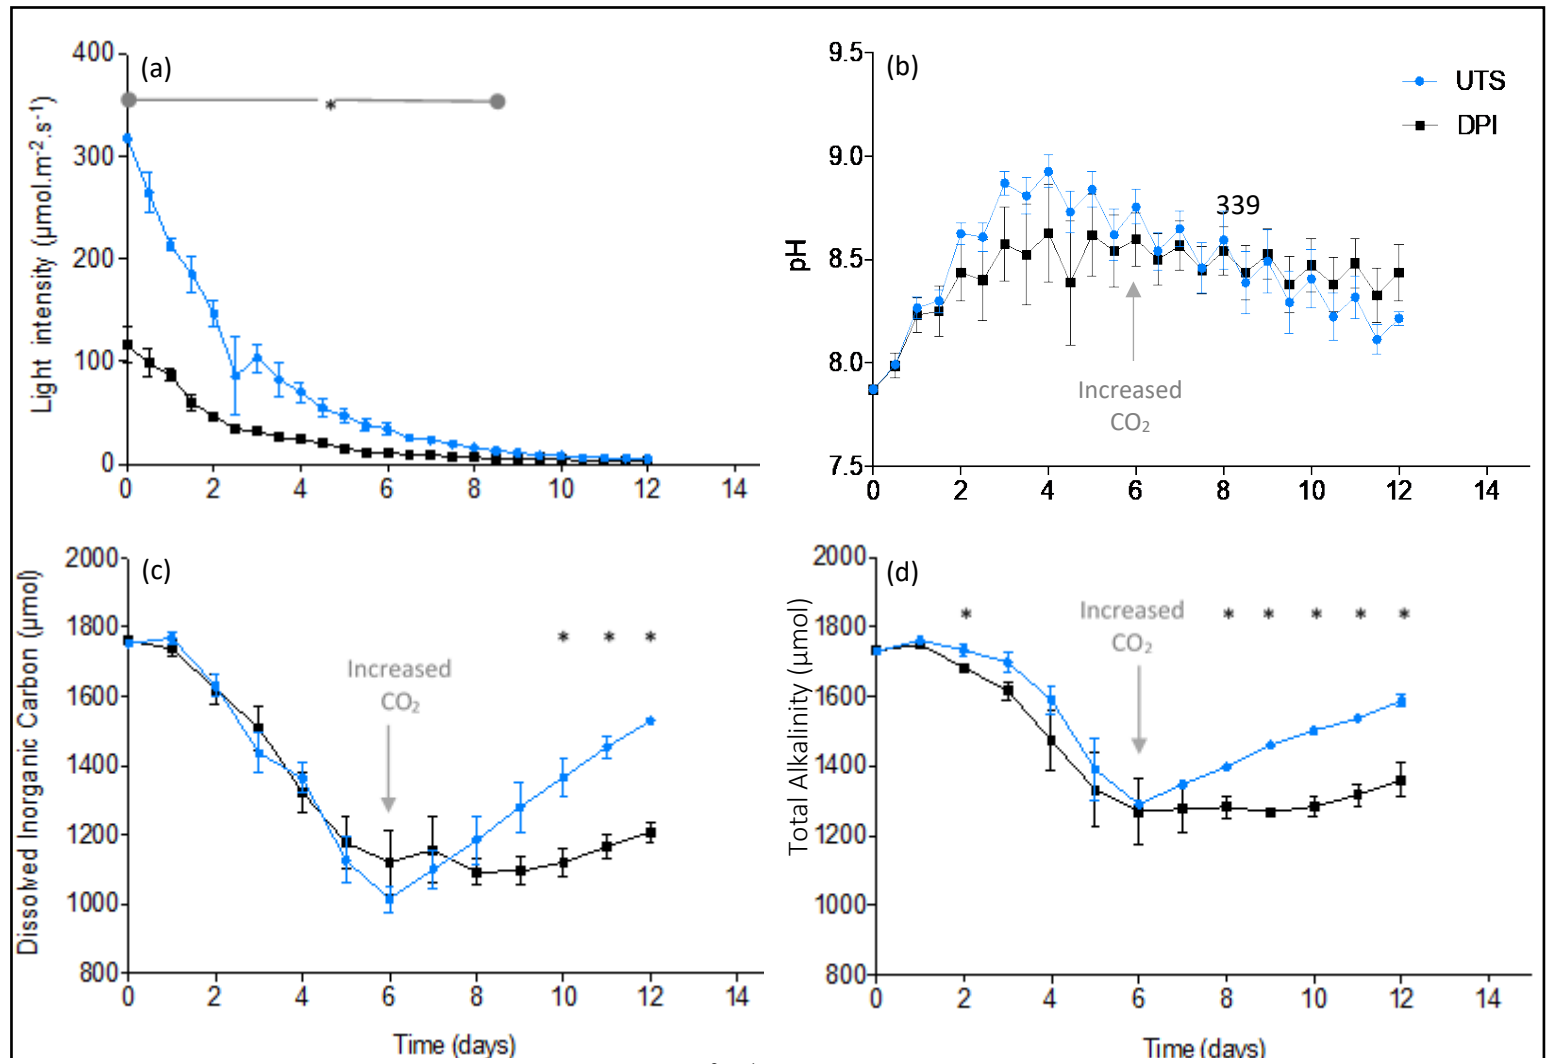 (a)
400
300
200
100
0
0 2 4 6 8 10 12 14
Light intensity (µmol.m-2.s-1)
*
(b)
9.5
9.0
8.5
8.0
7.5
0 2 4 6 8 10 12 14
pH
UTS
DPI
339
Increased
CO₂
(c)
2000
1800
1600
1400
1200
1000
800
0 2 4 6 8 10 12 14
Dissolved Inorganic Carbon (µmol)
Time (days)
Increased
CO₂
* * *
(d)
2000
1800
1600
1400
1200
1000
800
0 2 4 6 8 10 12 14
Total Alkalinity (µmol)
Time (days)
Increased
CO₂
* * * * * *